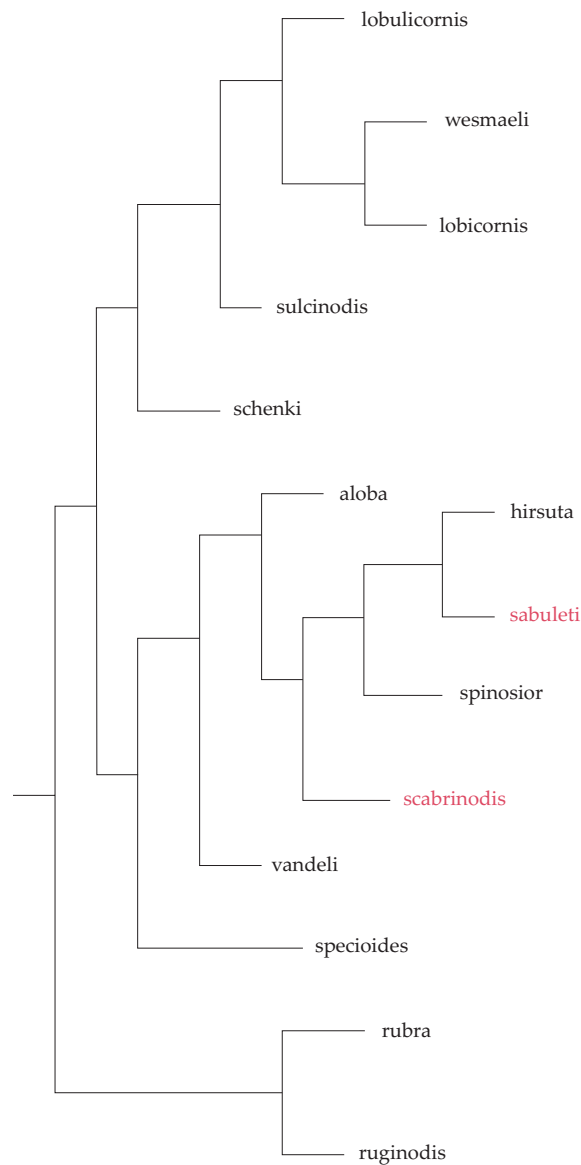 lobulicornis
wesmaeli
lobicornis
sulcinodis
schenki
aloba
hirsuta
sabuleti
spinosior
scabrinodis
vandeli
specioides
rubra
ruginodis